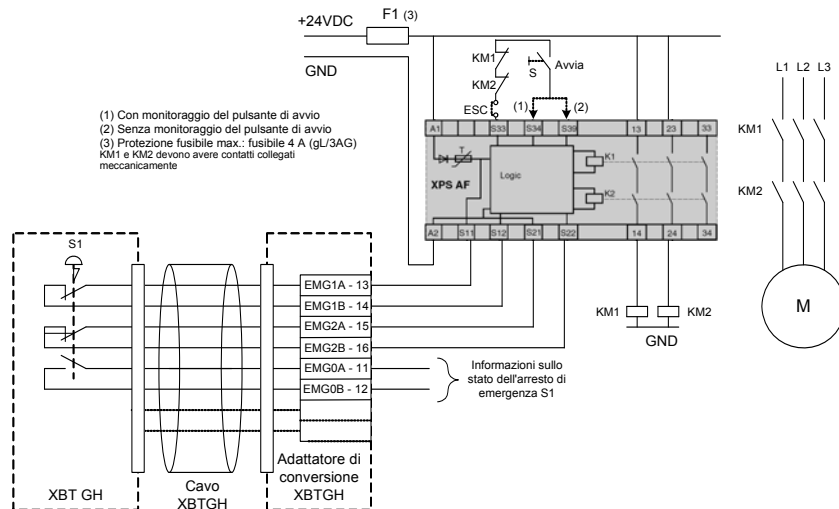 +24VDC
F1 (3)
GND
KM1
KM2
S
Avvia
ESC
(1)
(2)
L1 L2 L3
KM1
KM2
M
(1) Con monitoraggio del pulsante di avvio
(2) Senza monitoraggio del pulsante di avvio
(3) Protezione fusibile max.: fusibile 4 A (gL/3AG)
KM1 e KM2 devono avere contatti collegati
meccanicamente
A1 S33 S34 S39 13 23 33
T
XPS AF
Logic
K1
K2
A2 S11 S12 S21 S22 14 24 34
KM1
KM2
GND
S1
EMG1A - 13
EMG1B - 14
EMG2A - 15
EMG2B - 16
EMG0A - 11
EMG0B - 12
Informazioni sullo
stato dell'arresto di
emergenza S1
XBT GH
Cavo
XBTGH
Adattatore di
conversione
XBTGH